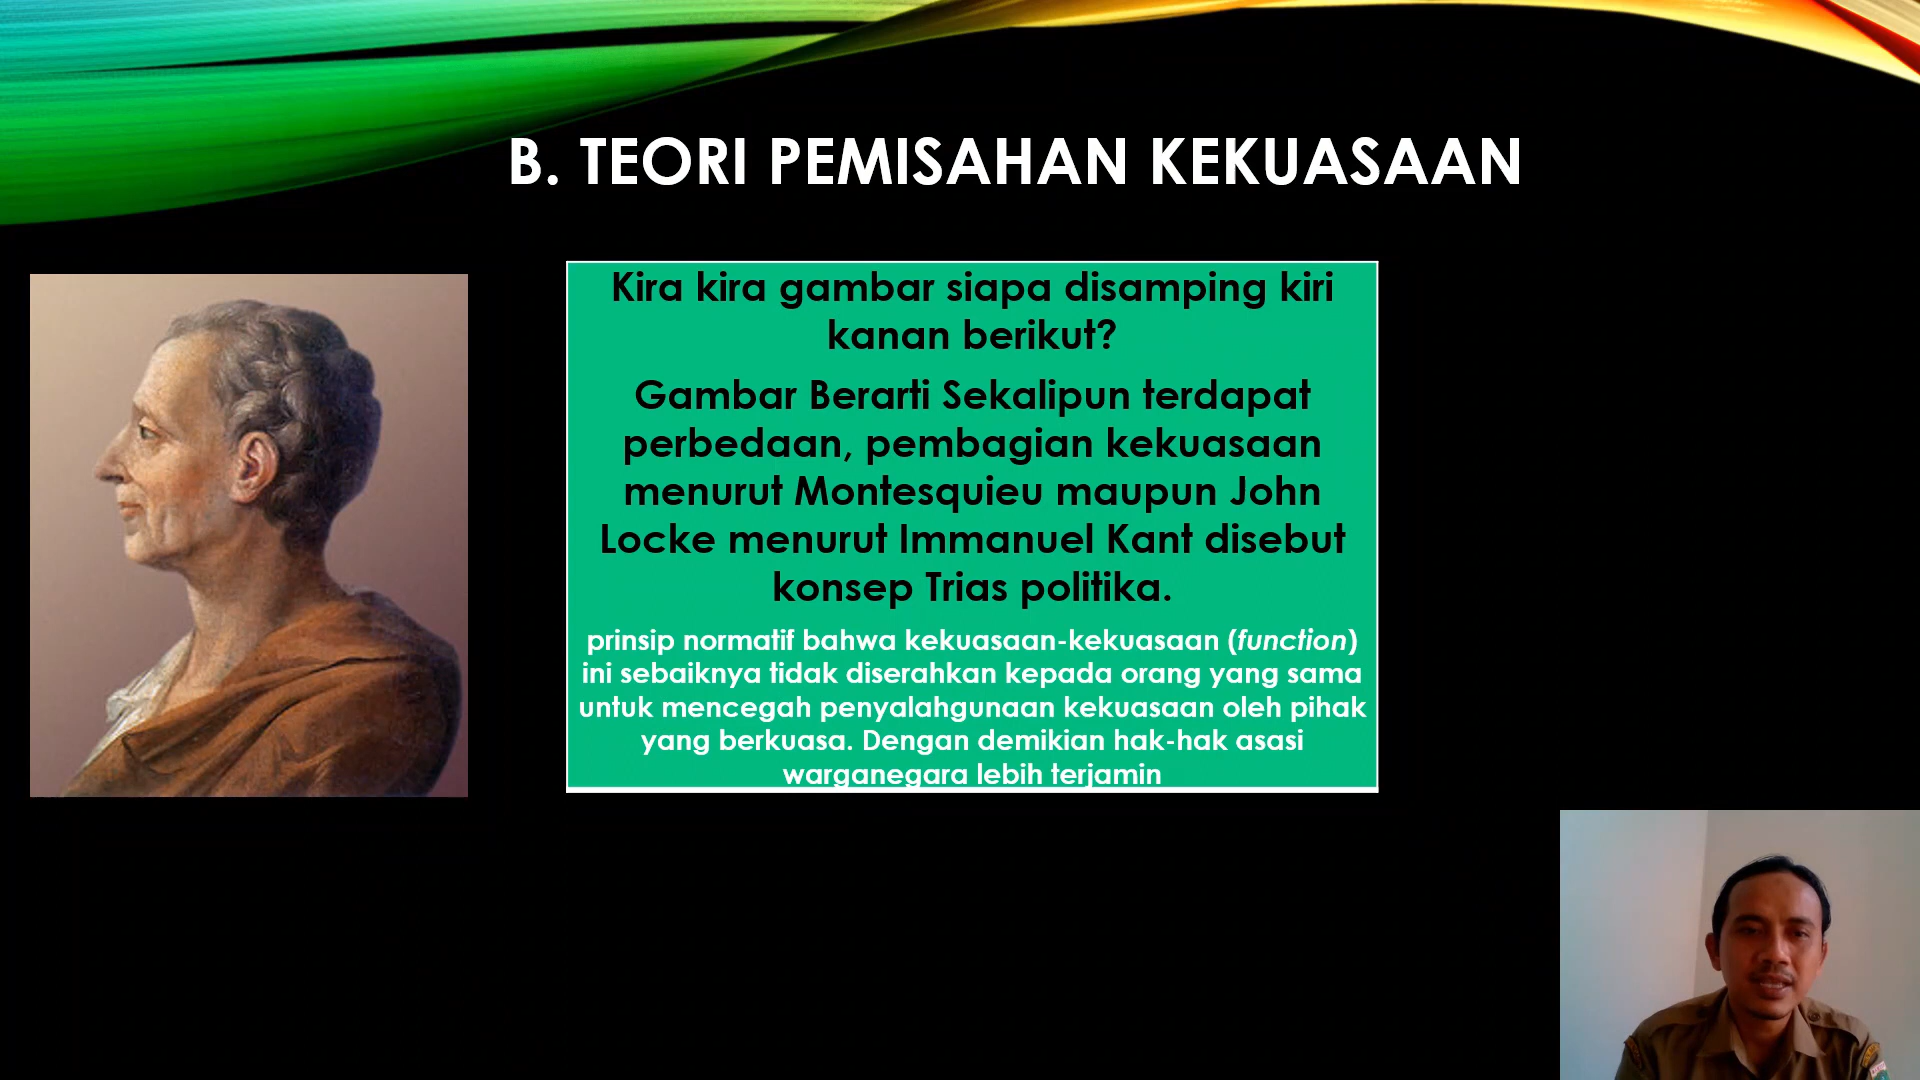 B. TEORI PEMISAHAN KEKUASAAN
Kira kira gambar siapa disamping kiri
kanan berikut?
Gambar Berarti Sekalipun terdapat
perbedaan, pembagian kekuasaan
menurut Montesquieu maupun John
Locke menurut Immanuel Kant disebut
konsep Trias politika.
prinsip normatif bahwa kekuasaan-kekuasaan (function)
ini sebaiknya tidak diserahkan kepada orang yang sama
untuk mencegah penyalahgunaan kekuasaan oleh pihak
yang berkuasa. Dengan demikian hak-hak asasi
warganegara lebih terjamin